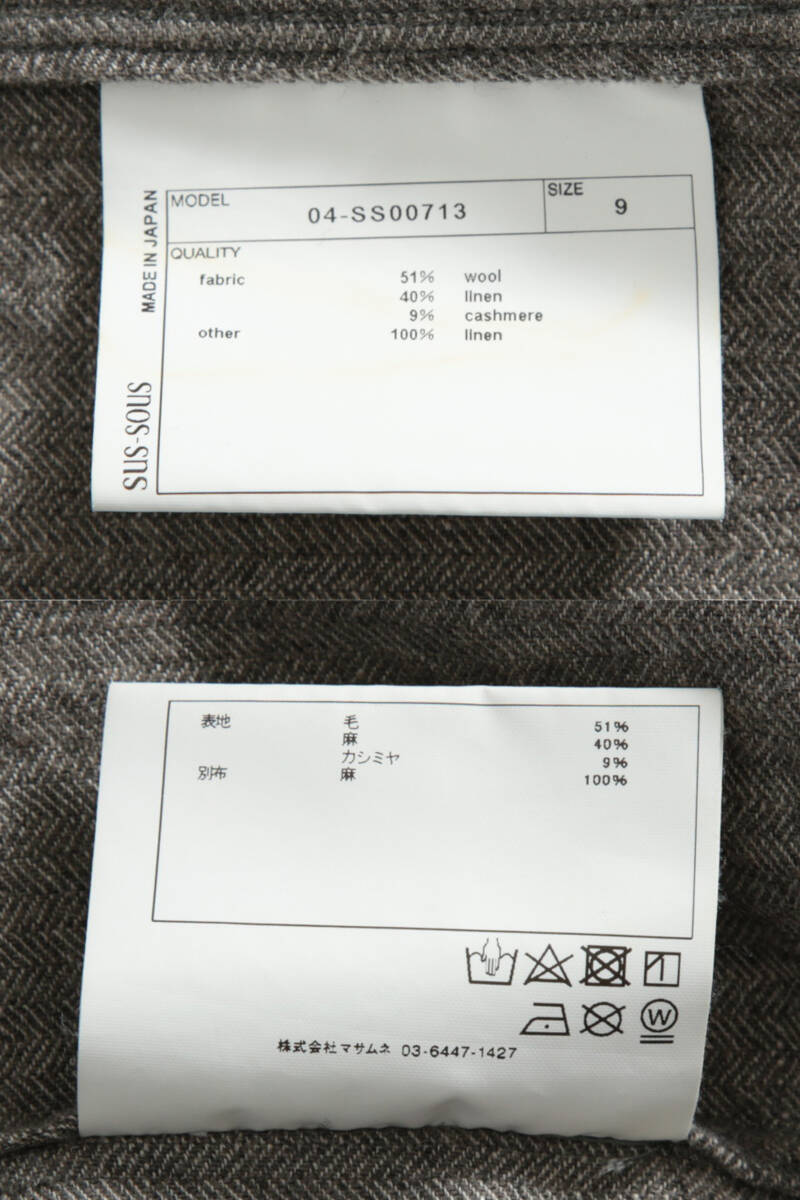 MODEL
04-SS00713
SIZE
9
QUALITY
fabric 51% wool
40% linen
9% cashmere
other 100% linen
MADE IN JAPAN
sus-sous
表地 毛 51%
麻 40%
カシミヤ 9%
別布 麻 100%
W
株式会社マサムネ 03-6447-1427